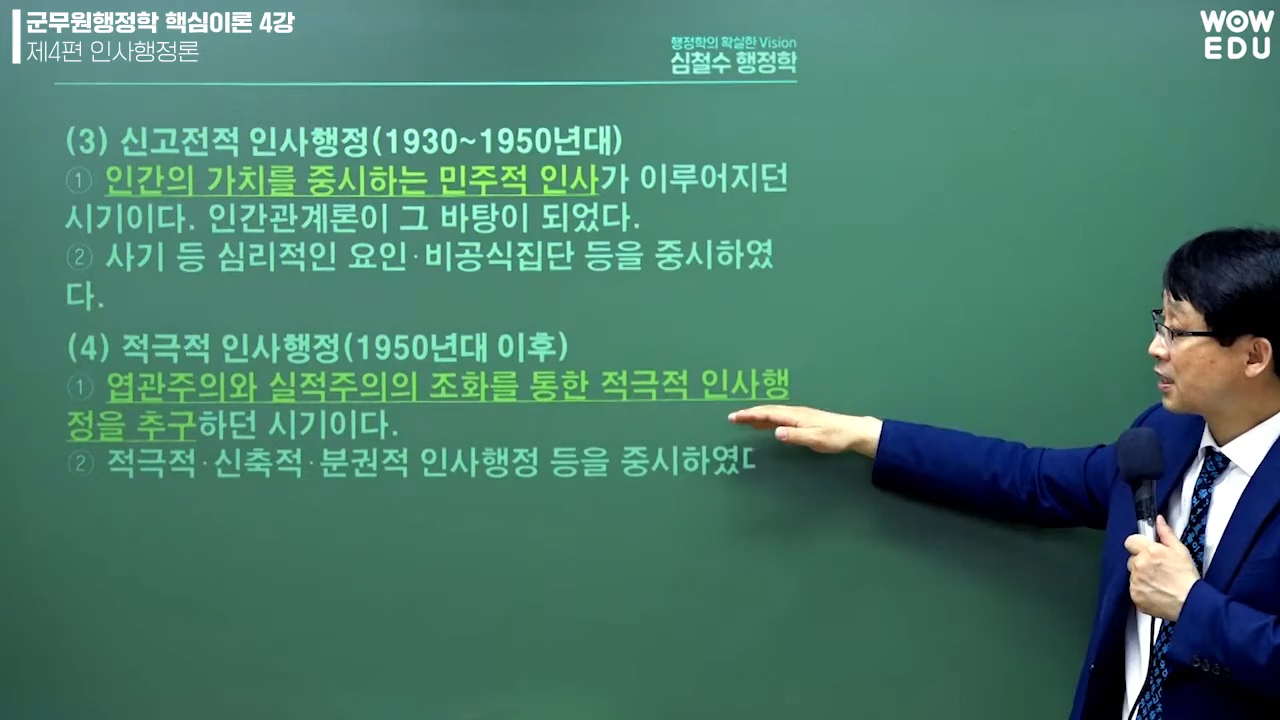 군무원행정학 핵심이론 4강
제4편 인사행정론
WOW
EDU
행정학의 확실한 Vision
심철수 행정학
(3) 신고전적 인사행정(1930~1950년대)
① 인간의 가치를 중시하는 민주적 인사가 이루어지던
시기이다. 인간관계론이 그 바탕이 되었다.
② 사기 등 심리적인 요인·비공식집단 등을 중시하였
다.
(4) 적극적 인사행정(1950년대 이후)
① 엽관주의와 실적주의의 조화를 통한 적극적 인사행
정을 추구하던 시기이다.
② 적극적·신축적·분권적 인사행정 등을 중시하였